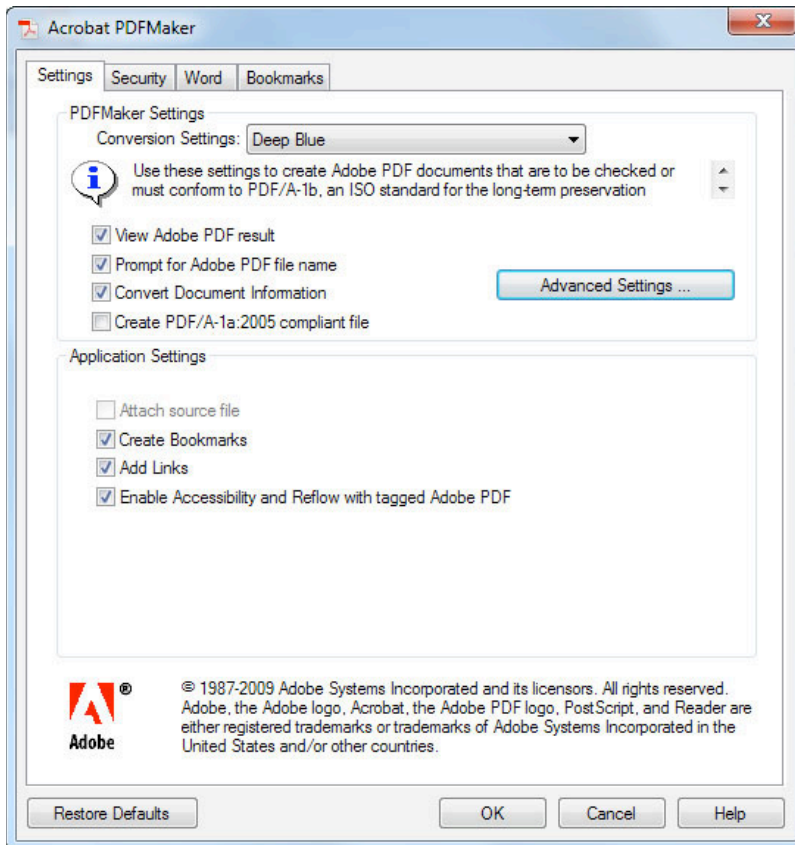 Acrobat PDFMaker
Settings Security Word Bookmarks
PDFMaker Settings
Conversion Settings: Deep Blue
Use these settings to create Adobe PDF documents that are to be checked or
must conform to PDF/A-1b, an ISO standard for the long-term preservation
View Adobe PDF result
Prompt for Adobe PDF file name
Convert Document Information
Advanced Settings ...
Create PDF/A-1a:2005 compliant file
Application Settings
Attach source file
Create Bookmarks
Add Links
Enable Accessibility and Reflow with tagged Adobe PDF
Adobe ®
© 1987-2009 Adobe Systems Incorporated and its licensors. All rights reserved.
Adobe, the Adobe logo, Acrobat, the Adobe PDF logo, PostScript, and Reader are
either registered trademarks or trademarks of Adobe Systems Incorporated in the
United States and/or other countries.
Restore Defaults OK Cancel Help